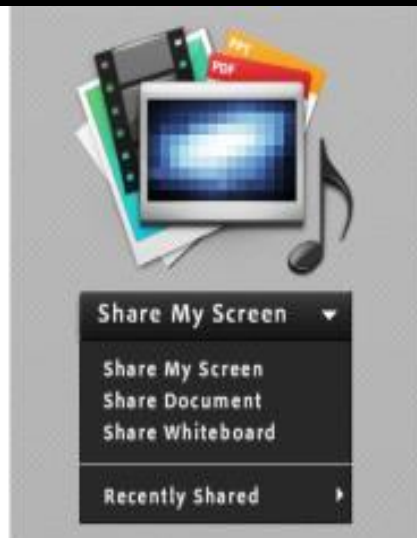 PPT
PDF
Share My Screen
Share My Screen
Share Document
Share Whiteboard
Recently Shared